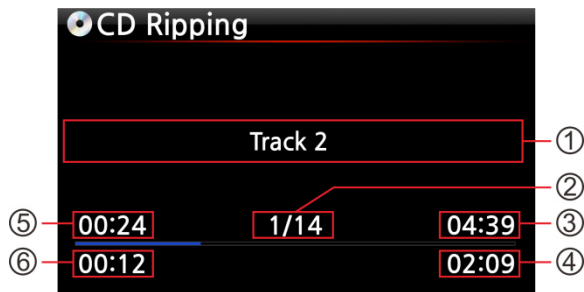 CD Ripping
Track 2
①
②
⑤ 00:24 1/14 04:39 ③
⑥ 00:12 02:09 ④